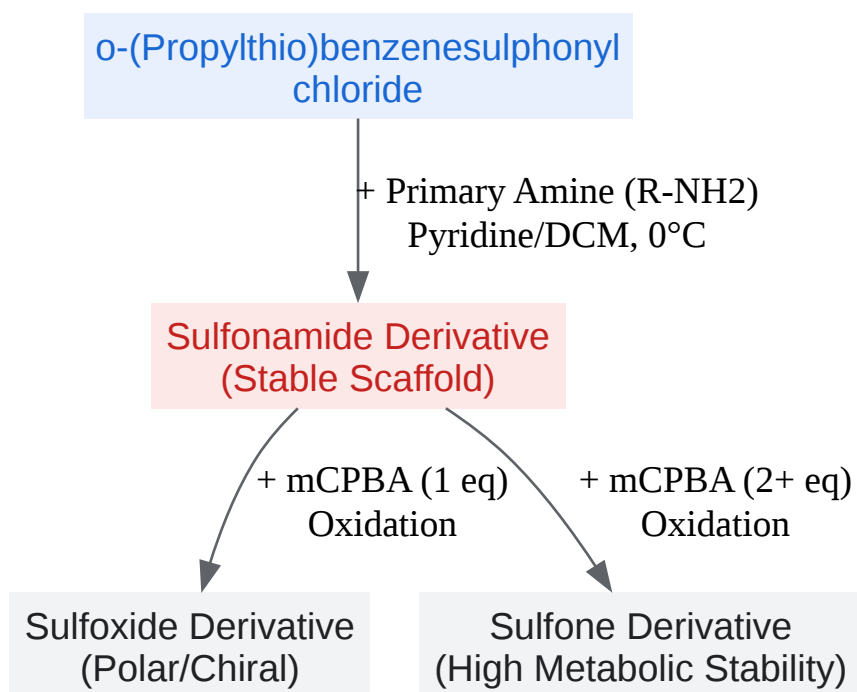 o-(Propylthio)benzenesulphonyl
chloride
+ Primary Amine (R-NH2)
Pyridine/DCM, 0°C
Sulfonamide Derivative
(Stable Scaffold)
+ mCPBA (1 eq)
Oxidation
+ mCPBA (2+ eq)
Oxidation
Sulfoxide Derivative
(Polar/Chiral)
Sulfone Derivative
(High Metabolic Stability)